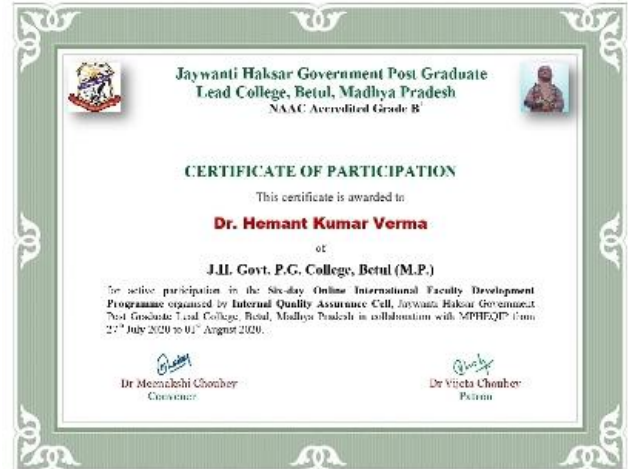 Jaywanti Haksar Government Post Graduate
Lead College, Betul, Madhya Pradesh
NAAC Accredited Grade B+
CERTIFICATE OF PARTICIPATION
This certificate is awarded to
Dr. Hemant Kumar Verma
of
J.H. Govt. P.G. College, Betul (M.P.)
for active participation in the Six-day Online International Faculty Development
Programme organised by Internal Quality Assurance Cell, Jaywanti Haksar Government
Post Graduate Lead College, Betul, Madhya Pradesh in collaboration with MPHEQIP from
27th July 2020 to 01st August 2020.
Dr Meenakshi Choubey
Dr Vijeta Choubey
Convener
Patron